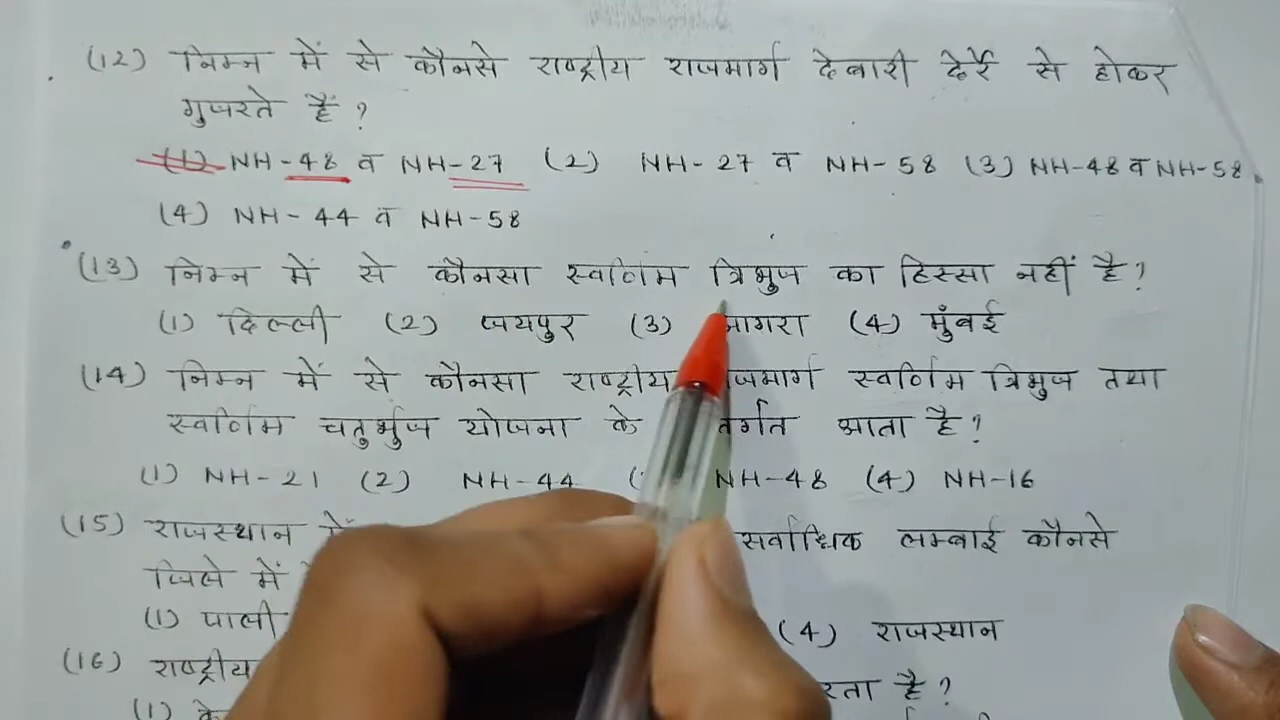 (12) निम्न में से कौनसे राष्ट्रीय राजमार्ग देबारी दर्रे से होकर
गुजरते हैं ?
(1) NH-48 व NH-27 (2) NH-27 व NH-58 (3) NH-48 व NH-58
(4) NH-44 व NH-58
(13) निम्न में से कौनसा स्वर्णिम त्रिभुज का हिस्सा नहीं है ?
(1) दिल्ली (2) जयपुर (3) आगरा (4) मुँबई
(14) निम्न में से कौनसा राष्ट्रीय राजमार्ग स्वर्णिम त्रिभुज तथा
स्वर्णिम चतुर्भुज योजना के आता है ?
(1) NH-21 (2) NH-44 NH-48 (4) NH-16
(15) राजस्थान में सर्वाधिक लम्बाई कौनसे
जिले में
(1) पाली (4) राजस्थान
(16) राष्ट्रीय है ?
(1)